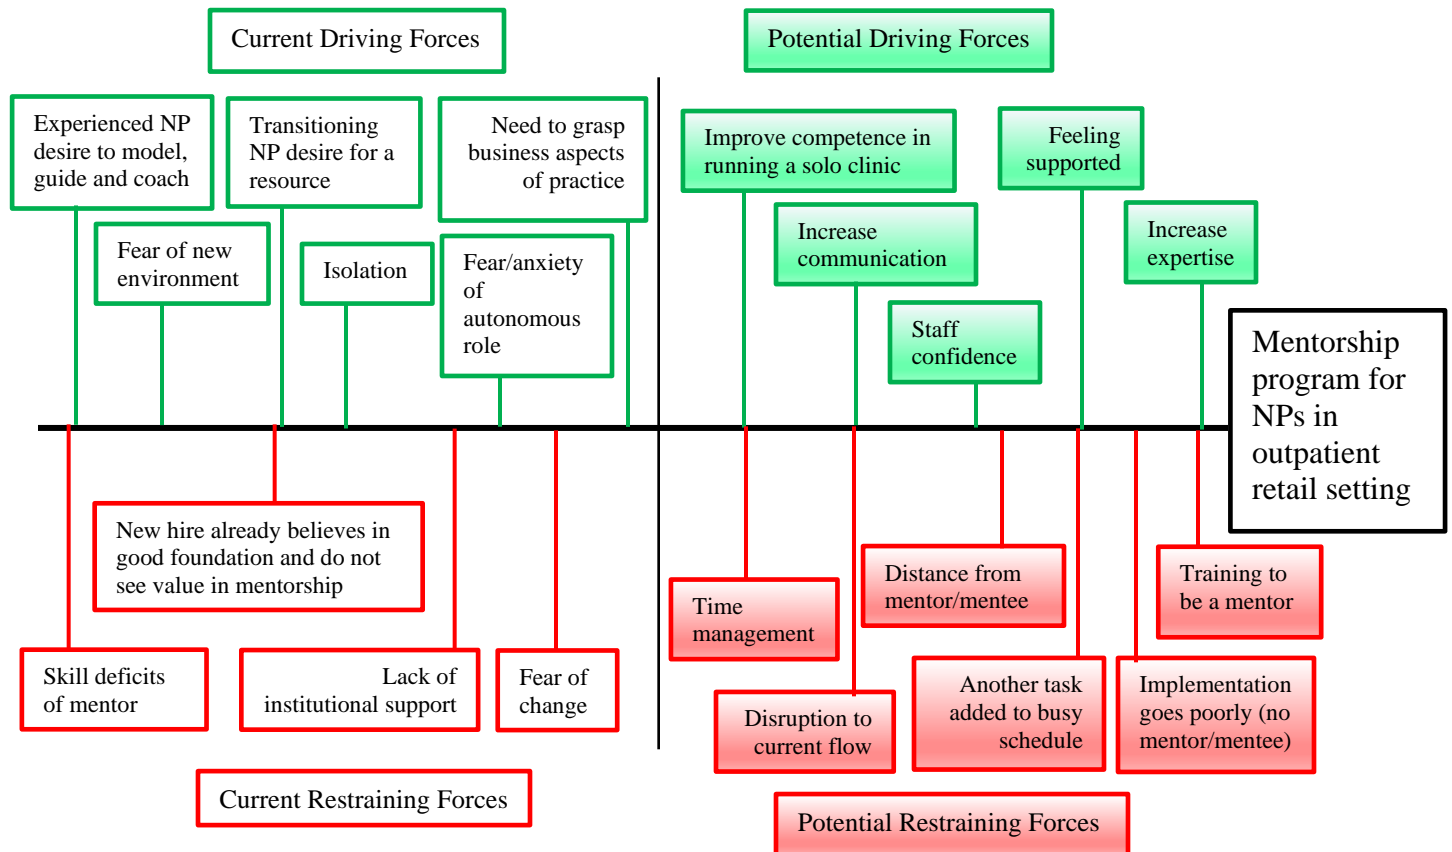 Current Driving Forces
Potential Driving Forces
Experienced NP
desire to model,
guide and coach
Transitioning
NP desire for a
resource
Need to grasp
business aspects
of practice
Improve competence in
running a solo clinic
Feeling
supported
Fear of new
environment
Isolation
Fear/anxiety
of
autonomous
role
Increase
communication
Increase
expertise
Staff
confidence
Mentorship
program for
NPs in
outpatient
retail setting
New hire already believes in
good foundation and do not
see value in mentorship
Distance from
mentor/mentee
Training to
be a mentor
Time
management
Skill deficits
of mentor
Lack of
institutional support
Fear of
change
Disruption to
current flow
Another task
added to busy
schedule
Implementation
goes poorly (no
mentor/mentee)
Current Restraining Forces
Potential Restraining Forces